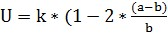 U = k * (1 − 2 * (a−b)/b